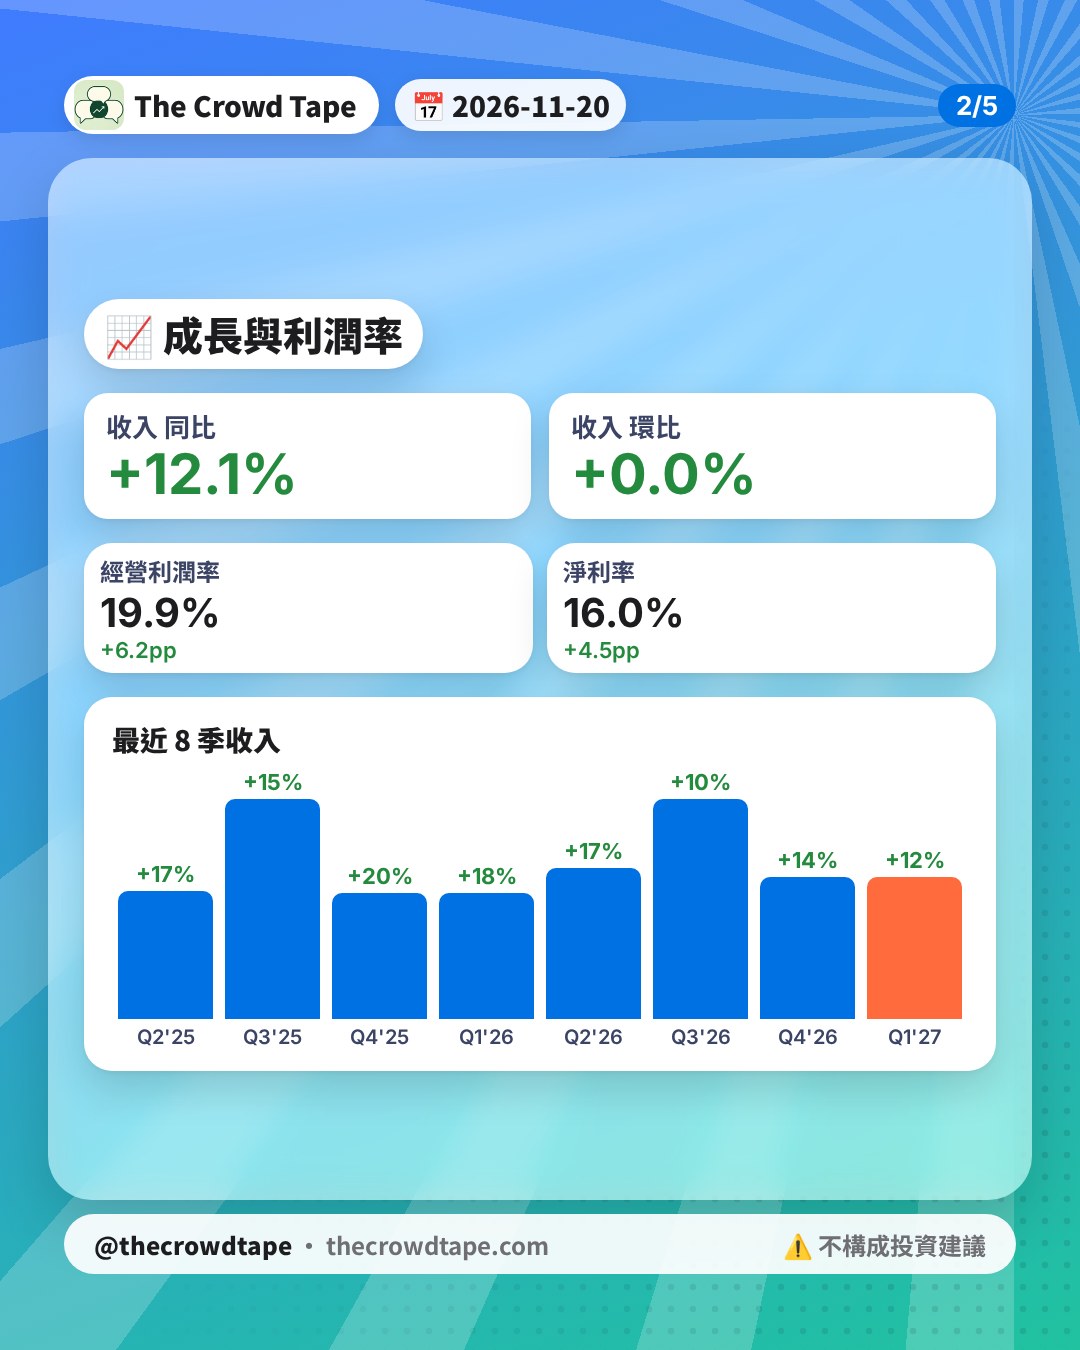 The Crowd Tape
2026-11-20
2/5
成長與利潤率
收入 同比
+12.1%
收入 環比
+0.0%
經營利潤率
19.9%
+6.2pp
淨利率
16.0%
+4.5pp
最近 8 季收入
+17%
+15%
+20%
+18%
+17%
+10%
+14%
+12%
Q2'25
Q3'25
Q4'25
Q1'26
Q2'26
Q3'26
Q4'26
Q1'27
@thecrowdtape • thecrowdtape.com
⚠️ 不構成投資建議